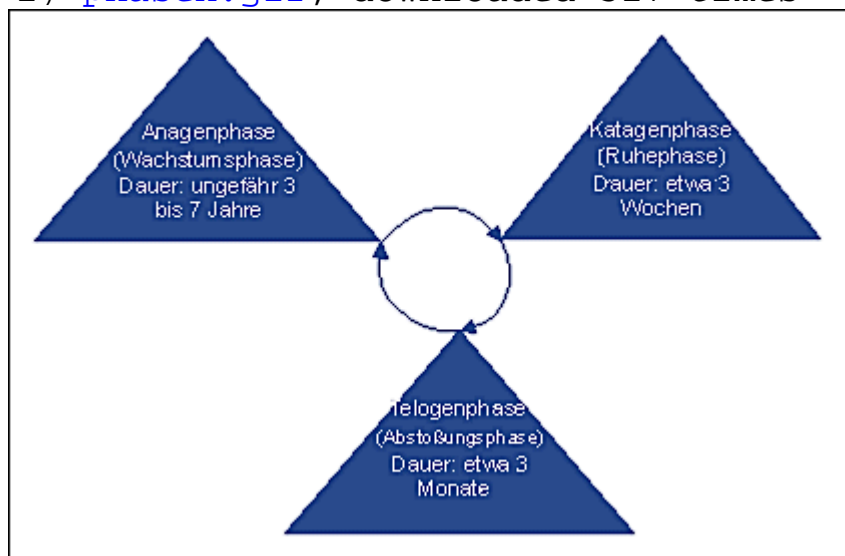 Anagenphase
(Wachstumsphase)
Dauer: ungefähr 3
bis 7 Jahre
Katagenphase
(Ruhephase)
Dauer: etwa 3
Wochen
Telogenphase
(Abstoßungsphase)
Dauer: etwa 3
Monate